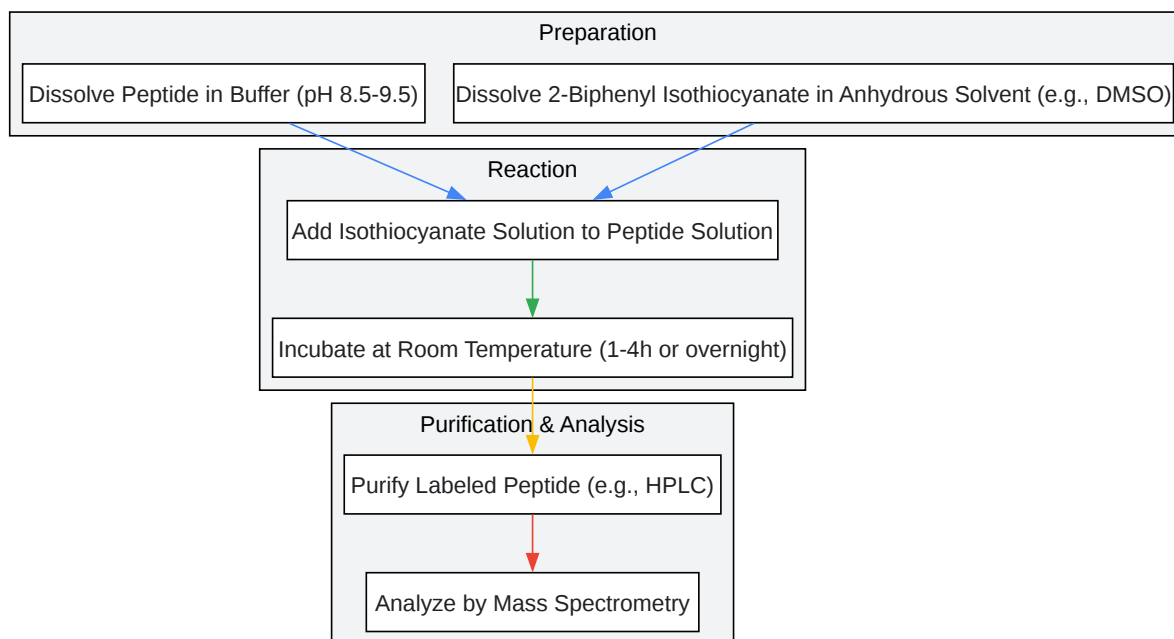 Preparation
Dissolve Peptide in Buffer (pH 8.5-9.5)
Dissolve 2-Biphenyl Isothiocyanate in Anhydrous Solvent (e.g., DMSO)
Reaction
Add Isothiocyanate Solution to Peptide Solution
Incubate at Room Temperature (1-4h or overnight)
Purification & Analysis
Purify Labeled Peptide (e.g., HPLC)
Analyze by Mass Spectrometry